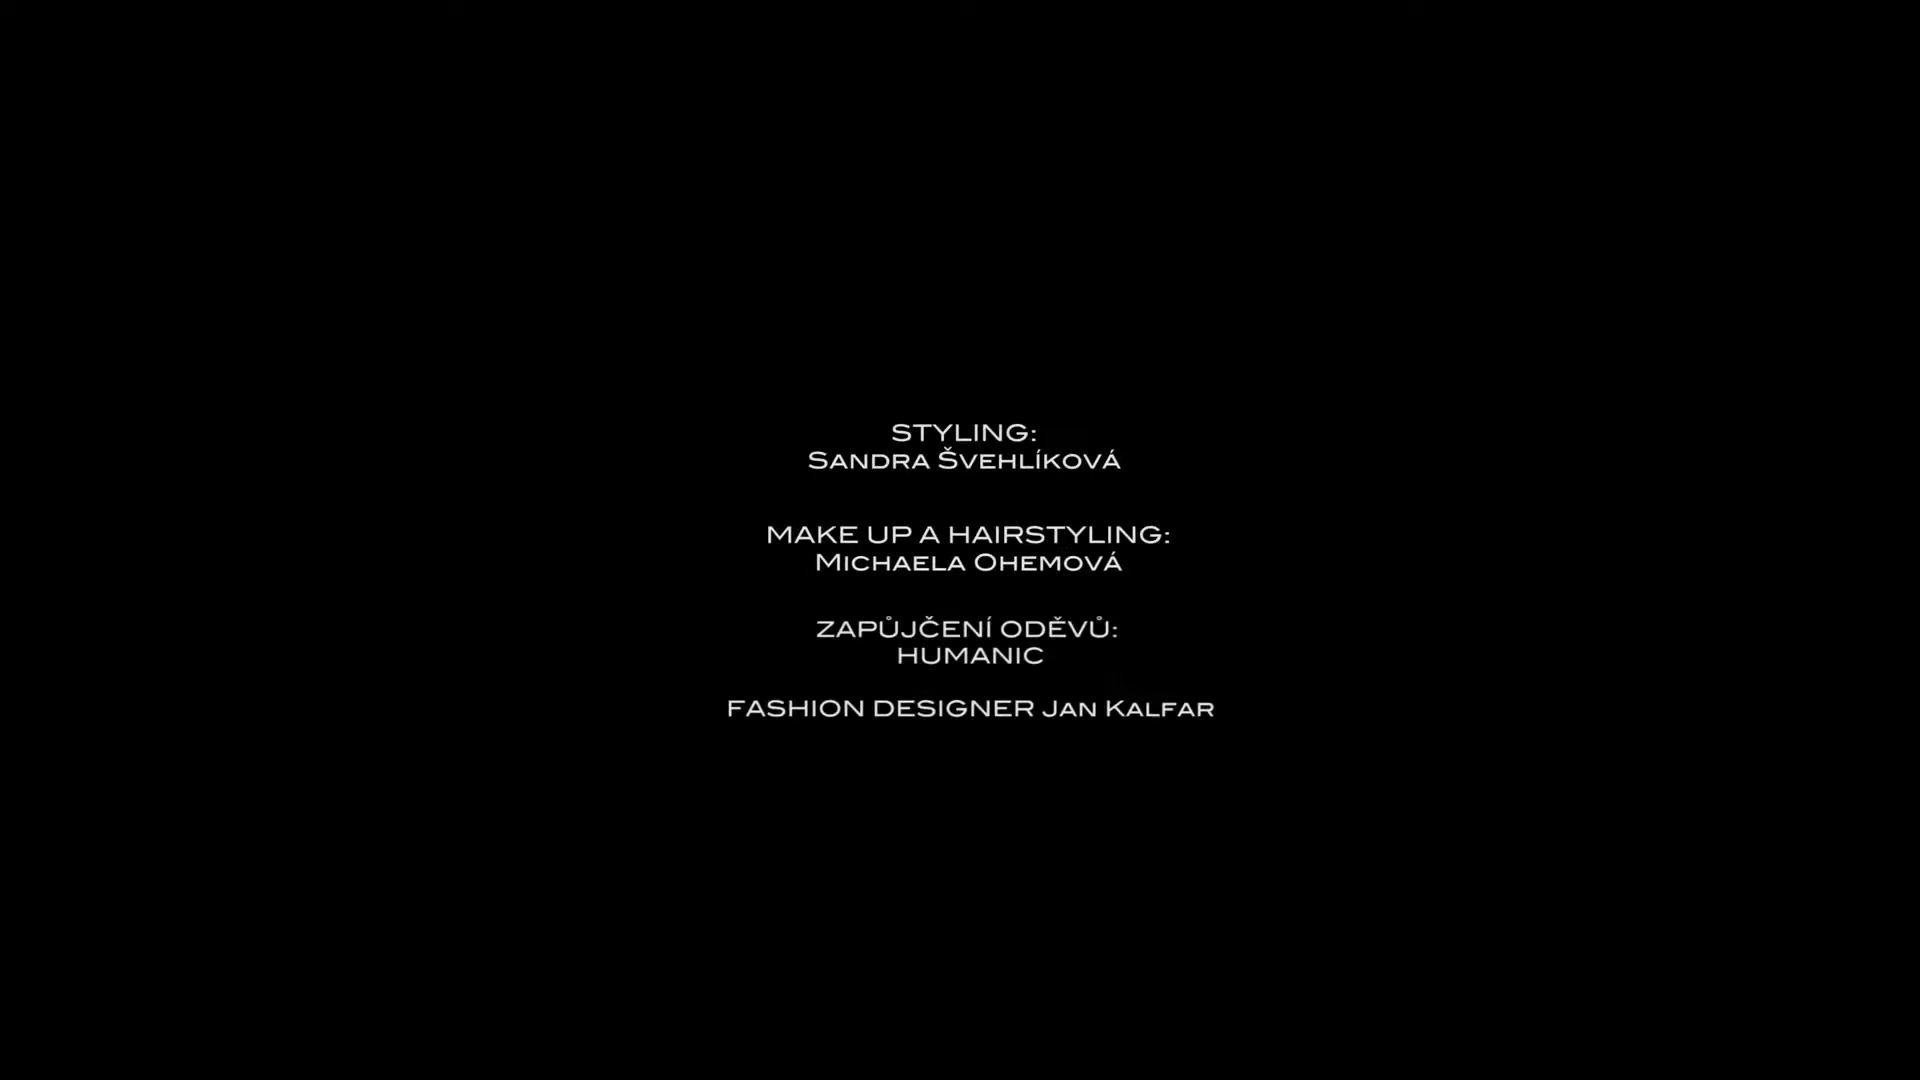 STYLING:
Sandra Švehlíková
MAKE UP A HAIRSTYLING:
Michaela Ohemová
ZAPŮJČENÍ ODĚVŮ:
HUMANIC
FASHION DESIGNER Jan Kalfar